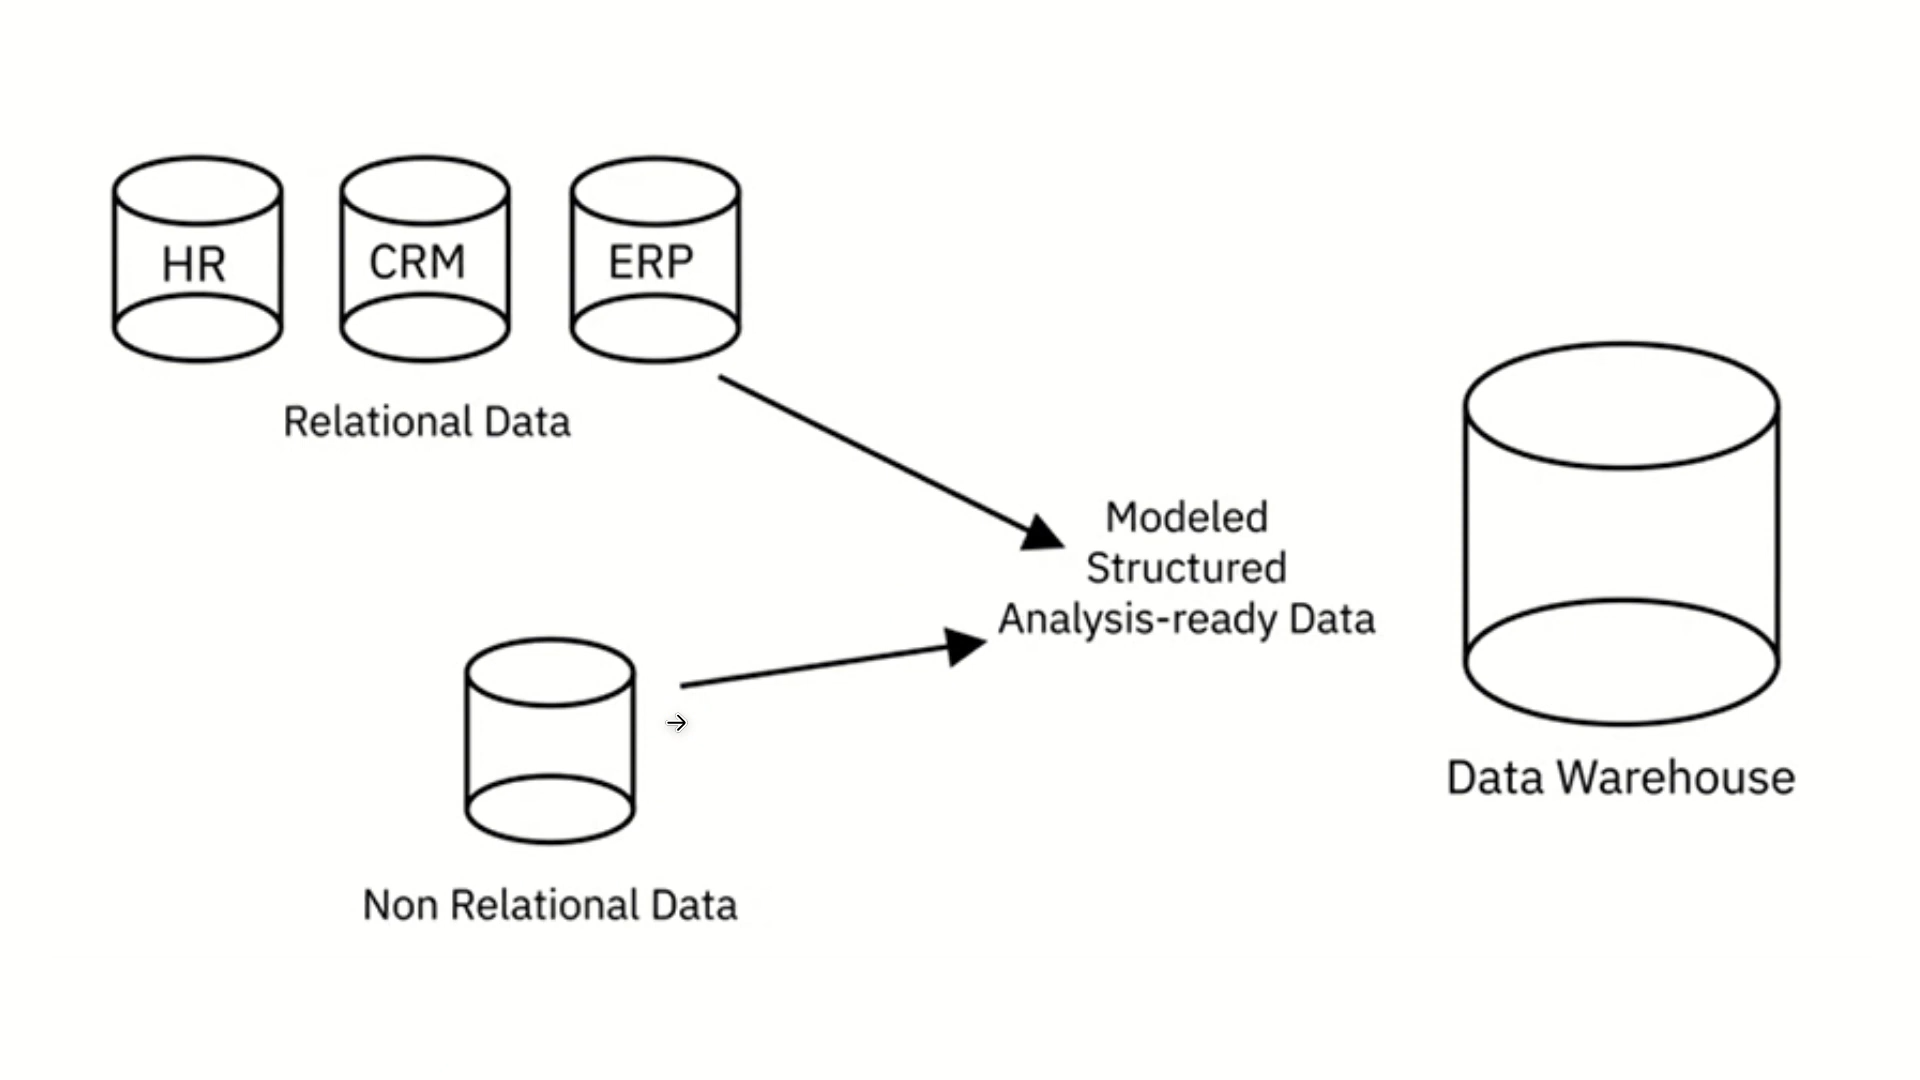 HR
CRM
ERP
Relational Data
Modeled
Structured
Analysis-ready Data
Data Warehouse
Non Relational Data